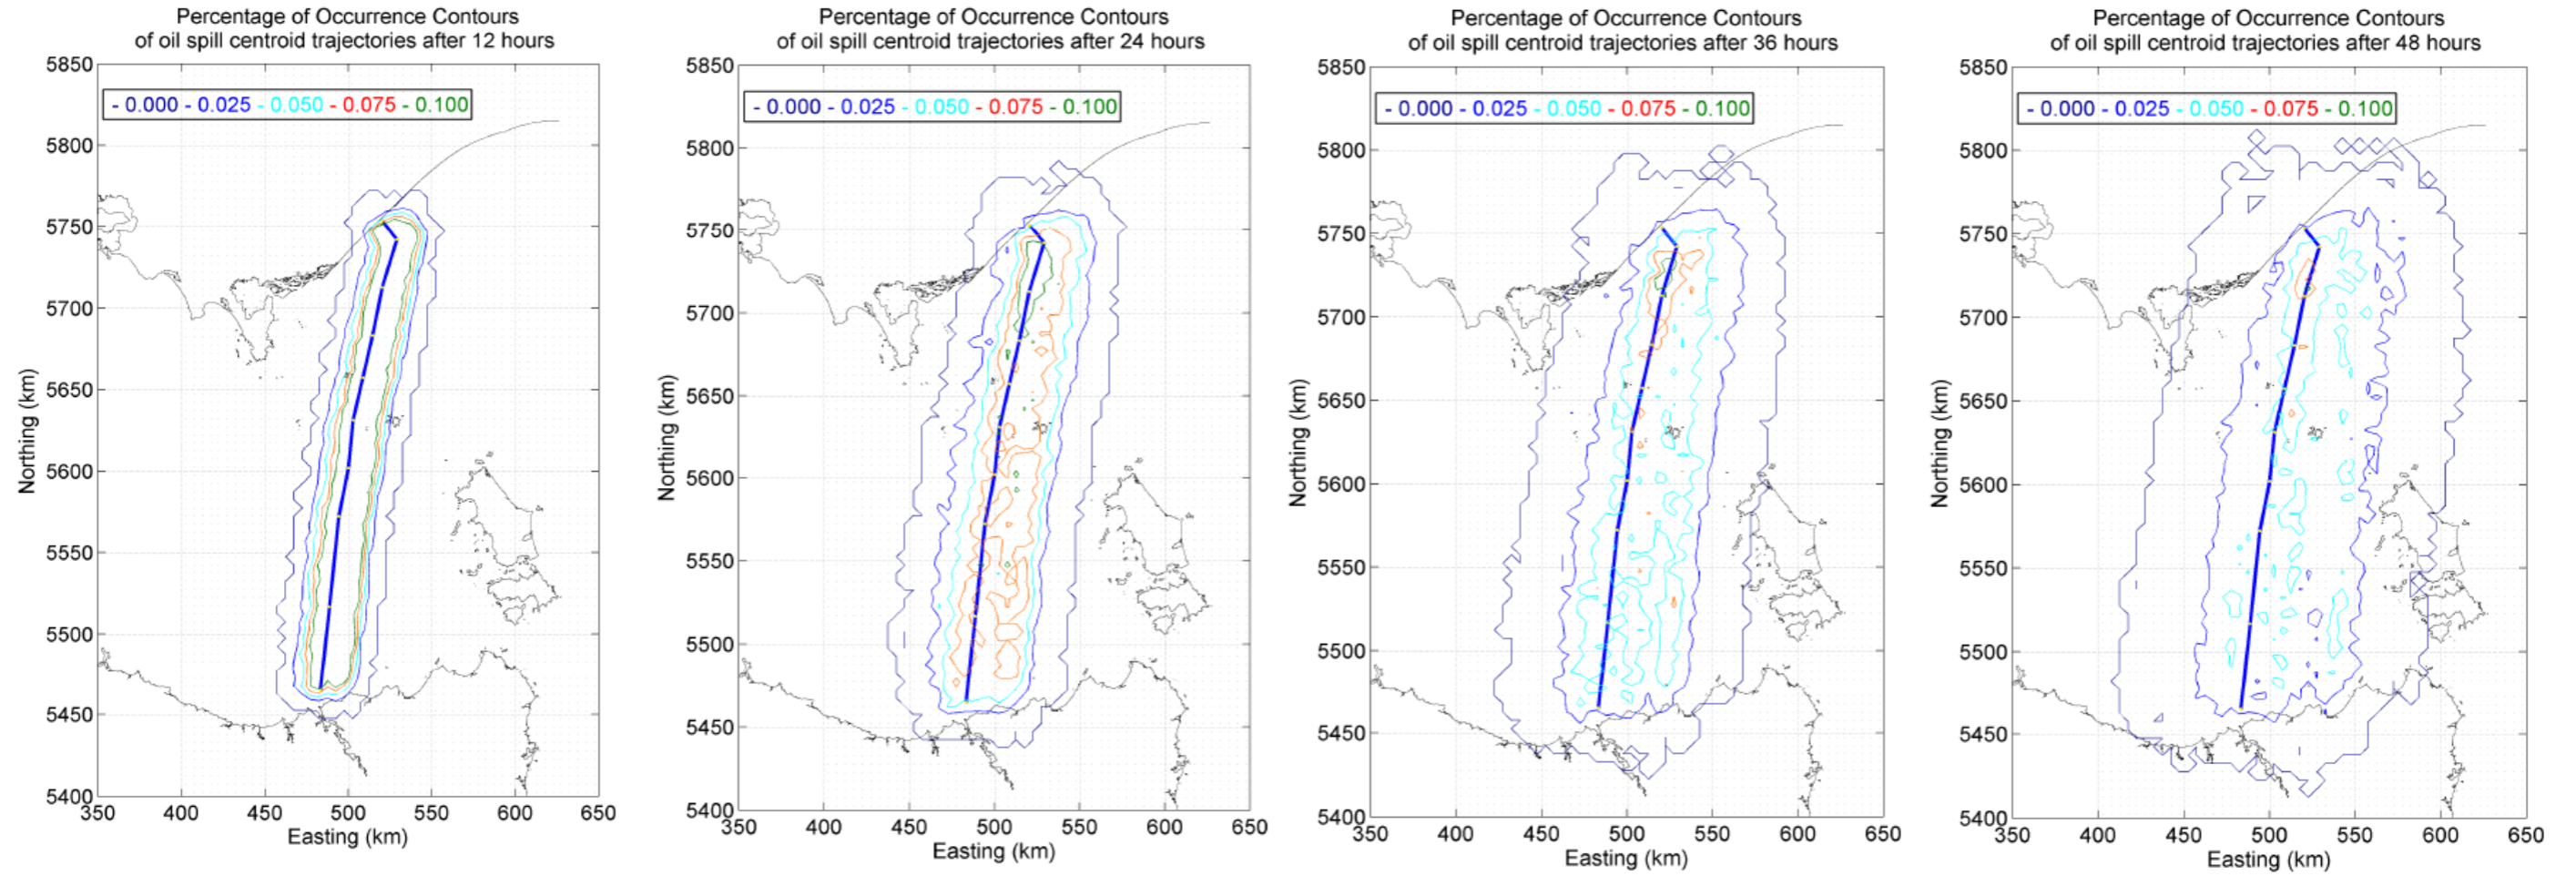 Percentage of Occurrence Contours
of oil spill centroid trajectories after 12 hours
5850
- 0.000 - 0.025 - 0.050 - 0.075 - 0.100
5800
5750
5700
5650
5600
5550
5500
5450
5400
Northing (km)
350 400 450 500 550 600 650
Easting (km)
Percentage of Occurrence Contours
of oil spill centroid trajectories after 24 hours
5850
- 0.000 - 0.025 - 0.050 - 0.075 - 0.100
5800
5750
5700
5650
5600
5550
5500
5450
5400
Northing (km)
350 400 450 500 550 600 650
Easting (km)
Percentage of Occurrence Contours
of oil spill centroid trajectories after 36 hours
5850
- 0.000 - 0.025 - 0.050 - 0.075 - 0.100
5800
5750
5700
5650
5600
5550
5500
5450
5400
Northing (km)
350 400 450 500 550 600 650
Easting (km)
Percentage of Occurrence Contours
of oil spill centroid trajectories after 48 hours
5850
- 0.000 - 0.025 - 0.050 - 0.075 - 0.100
5800
5750
5700
5650
5600
5550
5500
5450
5400
Northing (km)
350 400 450 500 550 600 650
Easting (km)